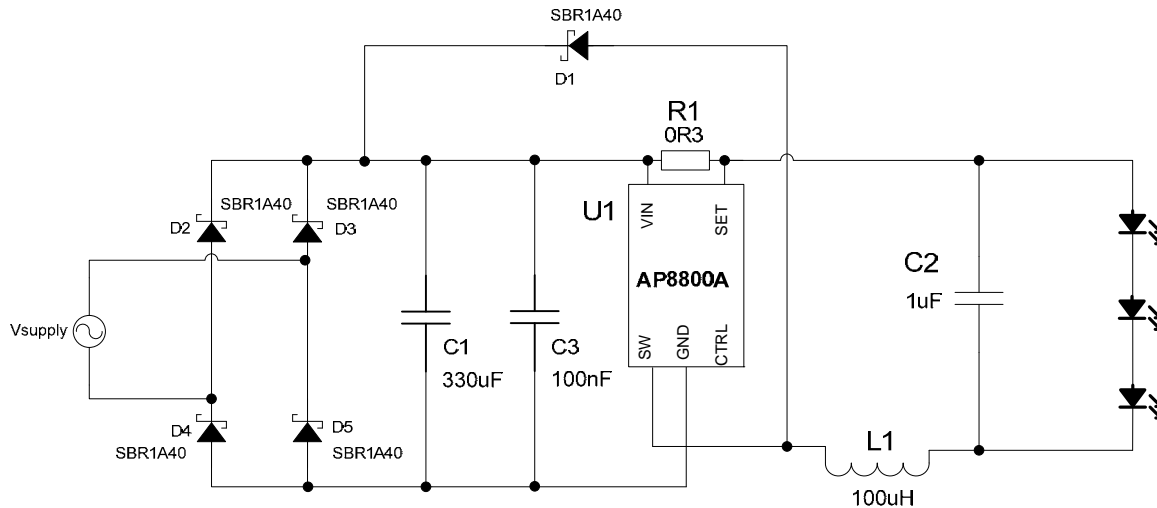 SBR1A40
D1
R1
0R3
SBR1A40
SBR1A40
U1
VIN
SET
D2
D3
AP8800A
C2
1uF
Vsupply
C1
330uF
C3
100nF
SW
GND
CTRL
D4
D5
SBR1A40
SBR1A40
L1
100uH